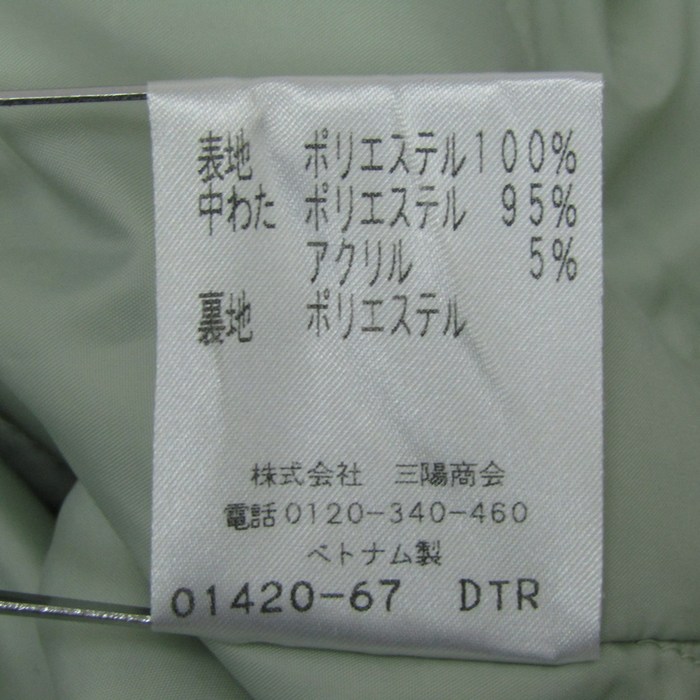 表地 ポリエステル100%
中わた ポリエステル 95%
アクリル 5%
裏地 ポリエステル
株式会社 三陽商会
電話0120-340-460
ベトナム製
01420-67 DTR